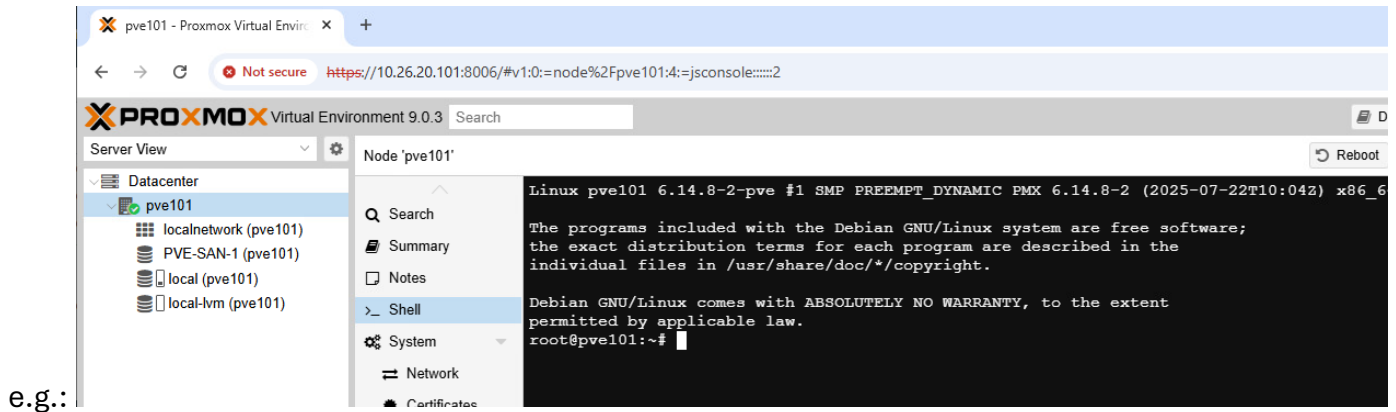 pve101 - Proxmox Virtual Enviro
Not secure https://10.26.20.101:8006/#v1:0:=node%2Fpve101:4:=jsconsole::::::2
PROXMOX Virtual Environment 9.0.3 Search
Server View
Node 'pve101'
Reboot
Datacenter
pve101
localnetwork (pve101)
PVE-SAN-1 (pve101)
local (pve101)
local-lvm (pve101)
Search
Summary
Notes
Shell
System
Network
Certificates
Linux pve101 6.14.8-2-pve #1 SMP PREEMPT_DYNAMIC PMX 6.14.8-2 (2025-07-22T10:04Z) x86_6
The programs included with the Debian GNU/Linux system are free software;
the exact distribution terms for each program are described in the
individual files in /usr/share/doc/*/copyright.
Debian GNU/Linux comes with ABSOLUTELY NO WARRANTY, to the extent
permitted by applicable law.
root@pve101:~#
e.g.: